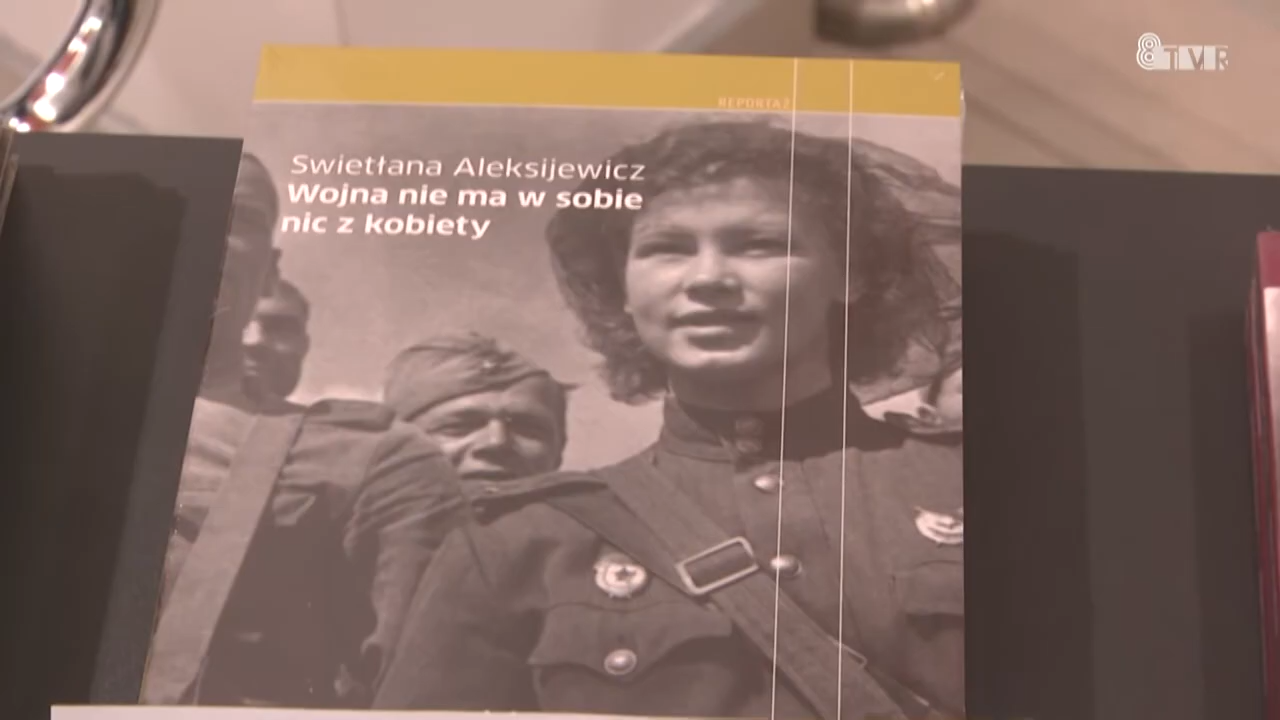 8TVR
REPORTAŻ
Swietłana Aleksijewicz
Wojna nie ma w sobie
nic z kobiety